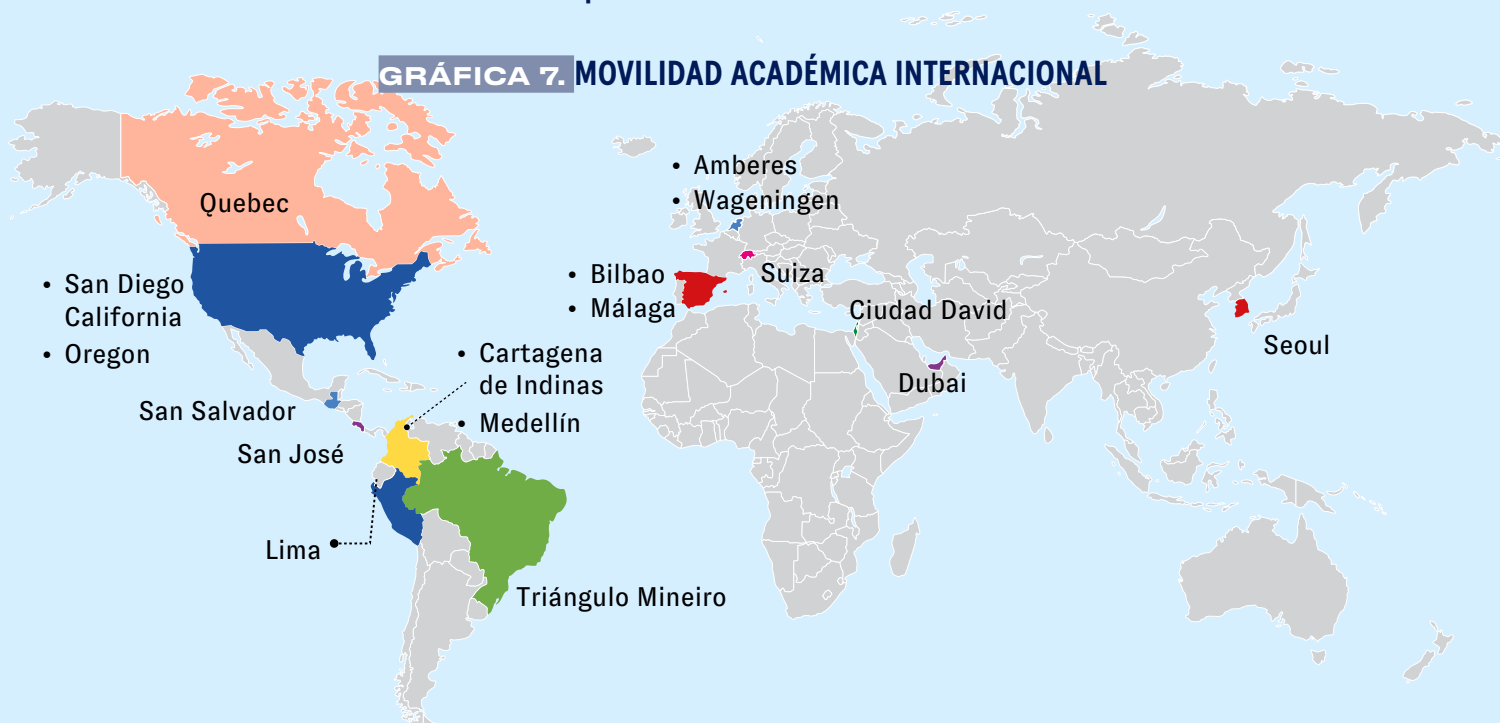 GRÁFICA 7. MOVILIDAD ACADÉMICA INTERNACIONAL
• Amberes
• Wageningen
Quebec
• Bilbao
• Málaga
Suiza
• San Diego
California
• Oregon
Ciudad David
Seoul
Dubai
• Cartagena
de Indinas
• Medellín
San Salvador
San José
Lima
Triángulo Mineiro